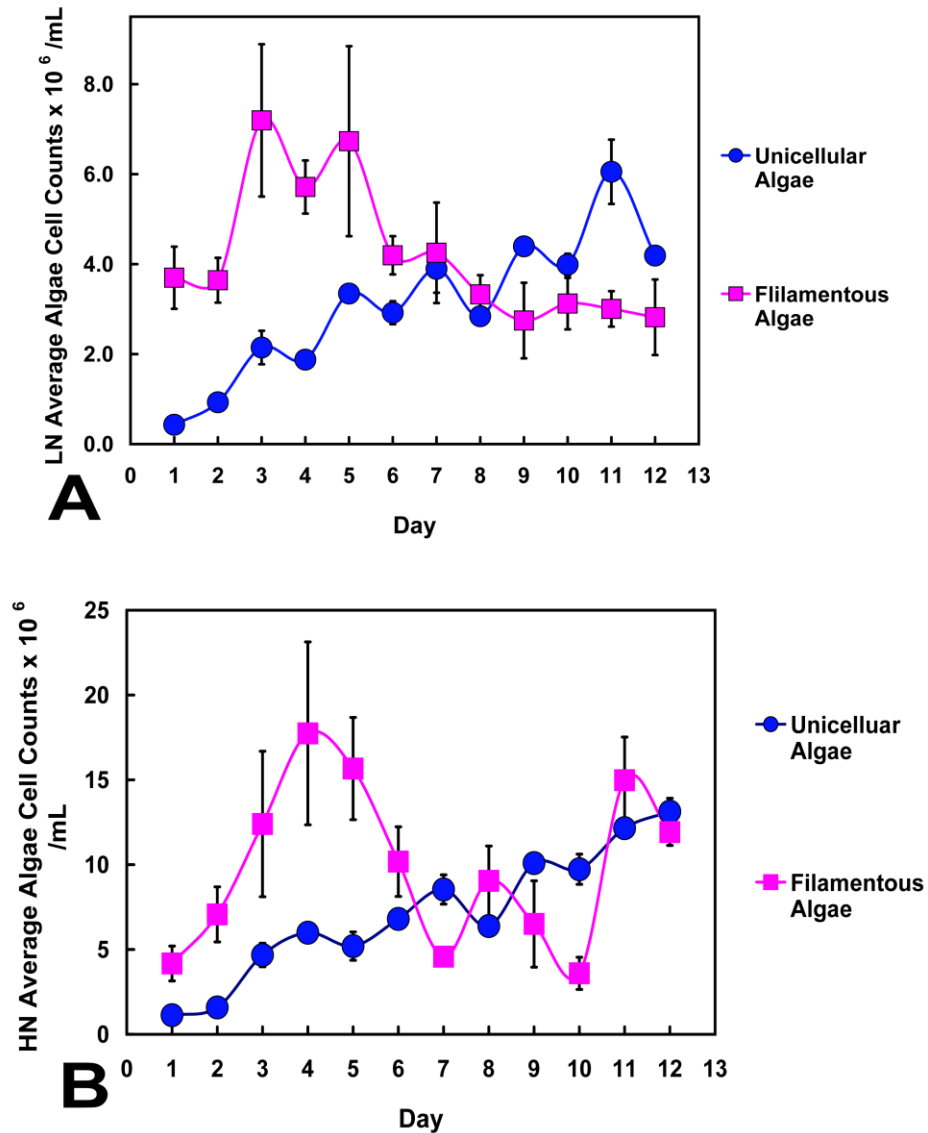 LN Average Algae Cell Counts x 10 6 /mL
8.0
6.0
4.0
2.0
0.0
1 2 3 4 5 6 7 8 9 10 11 12 13
Day
Unicellular
Algae
Flilamentous
Algae
A
HN Average Algae Cell Counts x 10 6
/mL
25
20
15
10
5
0
0 1 2 3 4 5 6 7 8 9 10 11 12 13
Day
Unicelluar
Algae
Filamentous
Algae
B